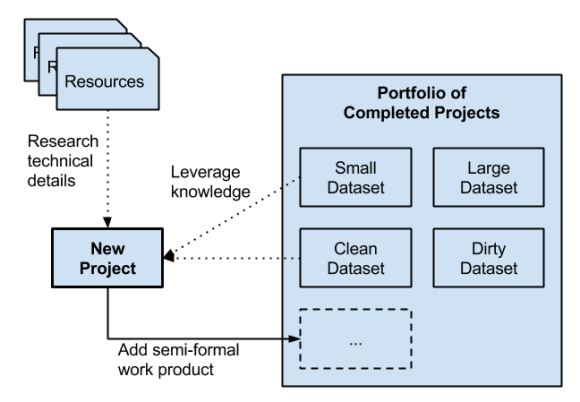 R
R
Resources
Research
technical
details
Leverage
knowledge
New
Project
Add semi-formal
work product
Portfolio of
Completed Projects
Small
Dataset
Large
Dataset
Clean
Dataset
Dirty
Dataset
...